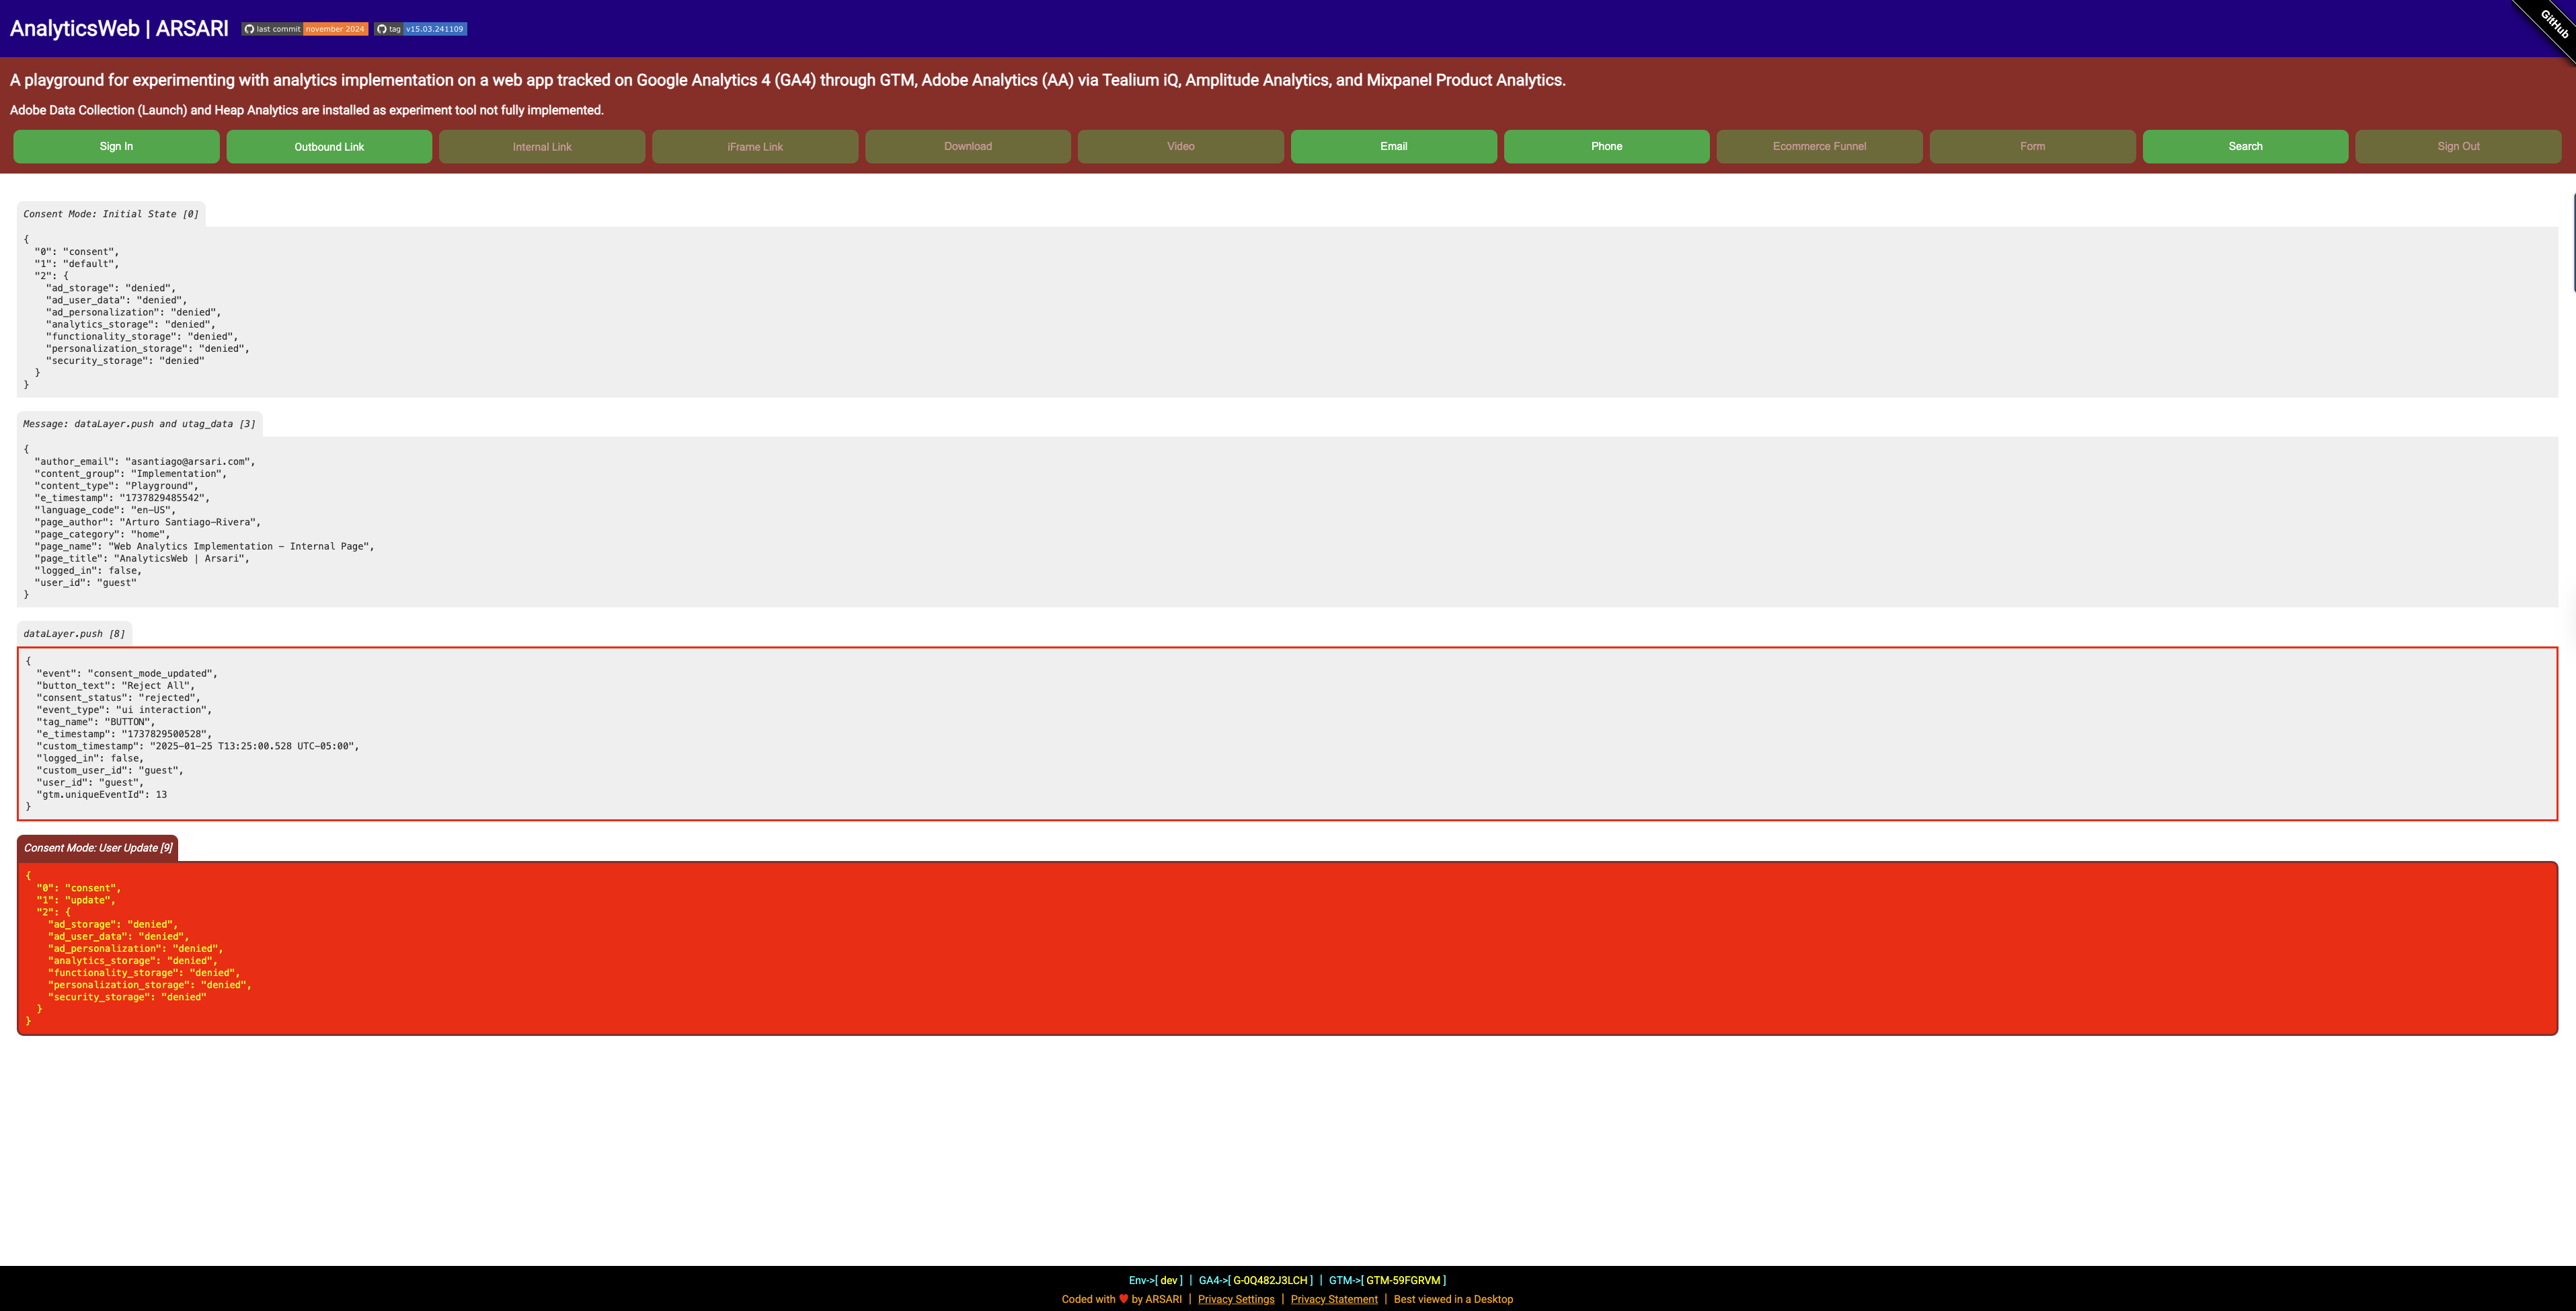 AnalyticsWeb | ARSARI
last commit november 2024
tag v15.03.241109
GitHub
A playground for experimenting with analytics implementation on a web app tracked on Google Analytics 4 (GA4) through GTM, Adobe Analytics (AA) via Tealium iQ, Amplitude Analytics, and Mixpanel Product Analytics.
Adobe Data Collection (Launch) and Heap Analytics are installed as experiment tool not fully implemented.
Sign In
Outbound Link
Internal Link
iFrame Link
Download
Video
Email
Phone
Ecommerce Funnel
Form
Search
Sign Out
Consent Mode: Initial State [0]
{
"0": "consent",
"1": "default",
"2": {
"ad_storage": "denied",
"ad_user_data": "denied",
"ad_personalization": "denied",
"analytics_storage": "denied",
"functionality_storage": "denied",
"personalization_storage": "denied",
"security_storage": "denied"
}
}
Message: dataLayer.push and utag_data [3]
{
"author_email": "asantiago@arsari.com",
"content_group": "Implementation",
"content_type": "Playground",
"e_timestamp": "1737829485542",
"language_code": "en-US",
"page_author": "Arturo Santiago-Rivera",
"page_category": "home",
"page_name": "Web Analytics Implementation - Internal Page",
"page_title": "AnalyticsWeb | Arsari",
"logged_in": false,
"user_id": "guest"
}
dataLayer.push [8]
{
"event": "consent_mode_updated",
"button_text": "Reject All",
"consent_status": "rejected",
"event_type": "ui interaction",
"tag_name": "BUTTON",
"e_timestamp": "1737829500528",
"custom_timestamp": "2025-01-25 T13:25:00.528 UTC-05:00",
"logged_in": false,
"custom_user_id": "guest",
"user_id": "guest",
"gtm.uniqueEventId": 13
}
Consent Mode: User Update [9]
{
"0": "consent",
"1": "update",
"2": {
"ad_storage": "denied",
"ad_user_data": "denied",
"ad_personalization": "denied",
"analytics_storage": "denied",
"functionality_storage": "denied",
"personalization_storage": "denied",
"security_storage": "denied"
}
}
Env->[ dev ] | GA4->[ G-0Q482J3LCH ] | GTM->[ GTM-59FGRVM ]
Coded with ♥ by ARSARI | Privacy Settings | Privacy Statement | Best viewed in a Desktop